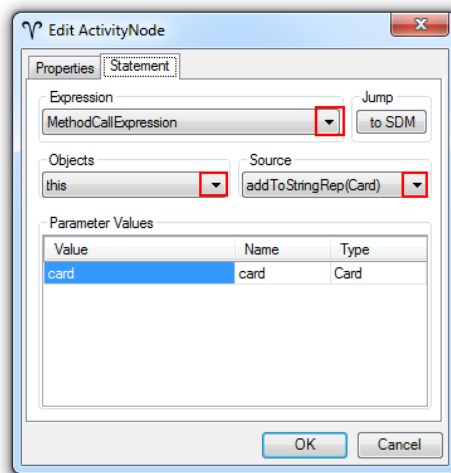 Edit ActivityNode
Properties Statement
Expression Jump
MethodCallExpression to SDM
Objects Source
this addToStringRep(Card)
Parameter Values
Value Name Type
card card Card
OK Cancel